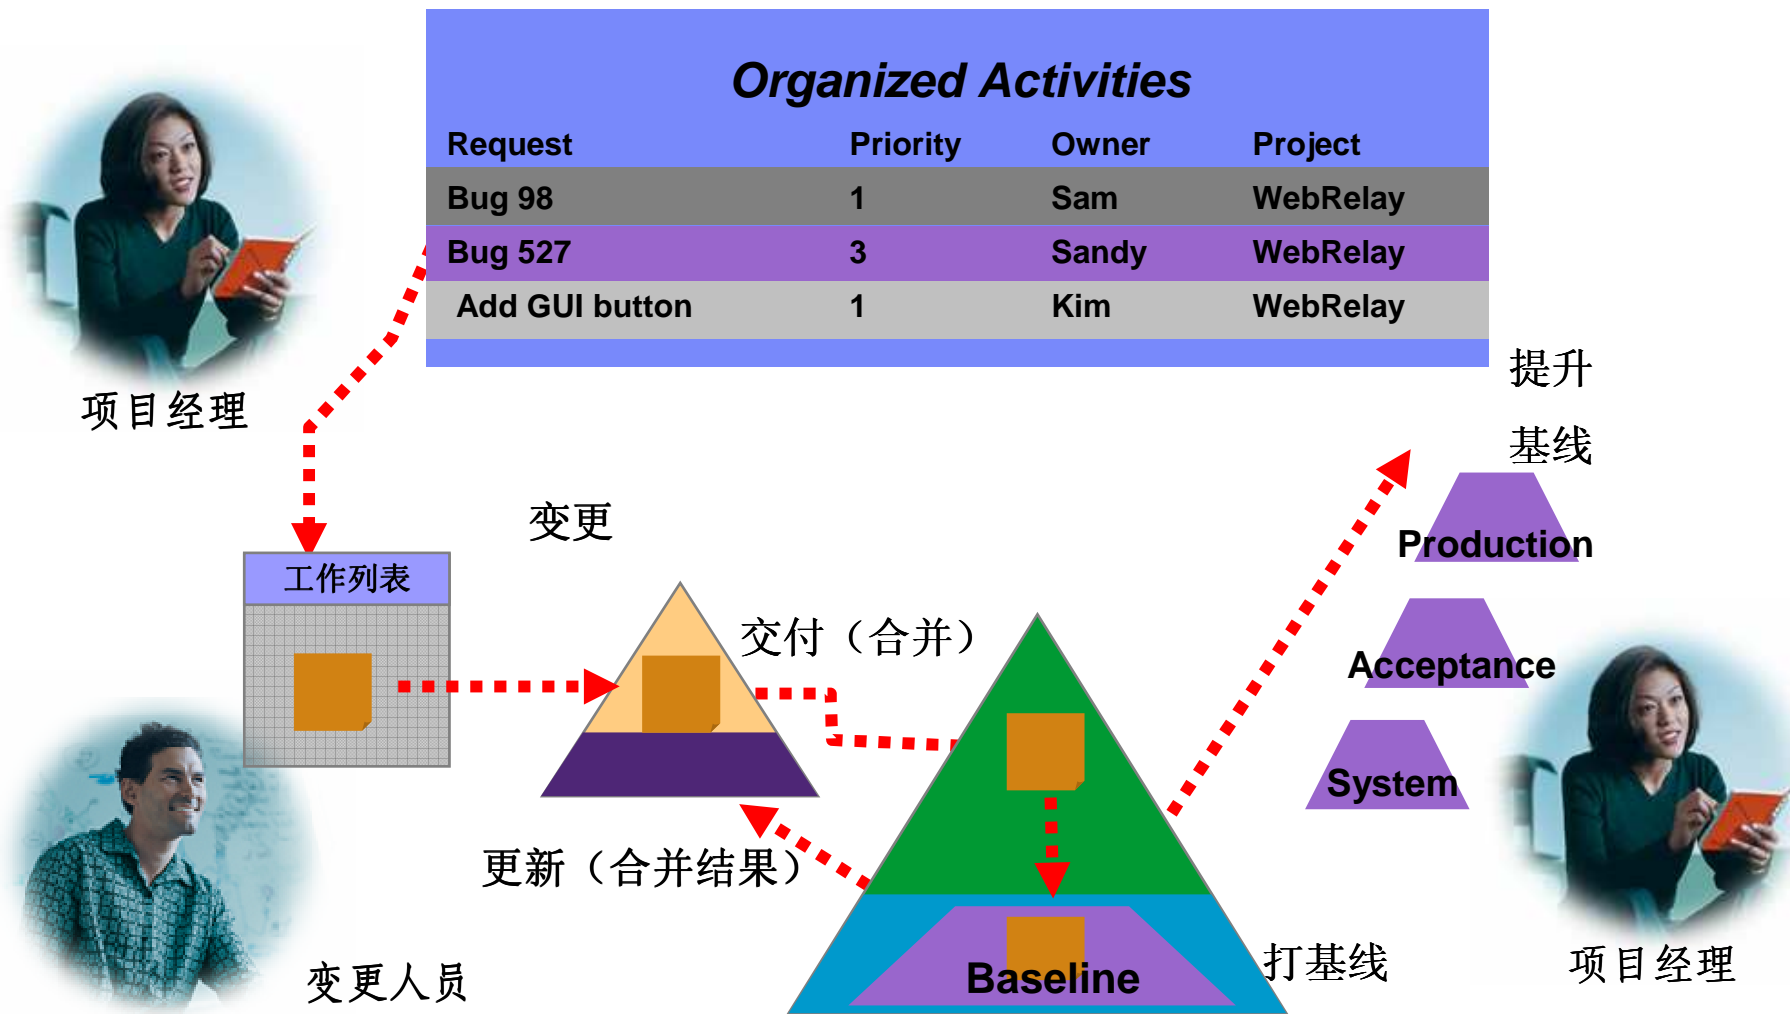 Organized Activities
Request Priority Owner Project
Bug 98 1 Sam WebRelay
Bug 527 3 Sandy WebRelay
Add GUI button 1 Kim WebRelay
项目经理
提升
基线
变更
Production
工作列表
交付（合并）
Acceptance
System
更新（合并结果）
打基线
项目经理
Baseline
变更人员